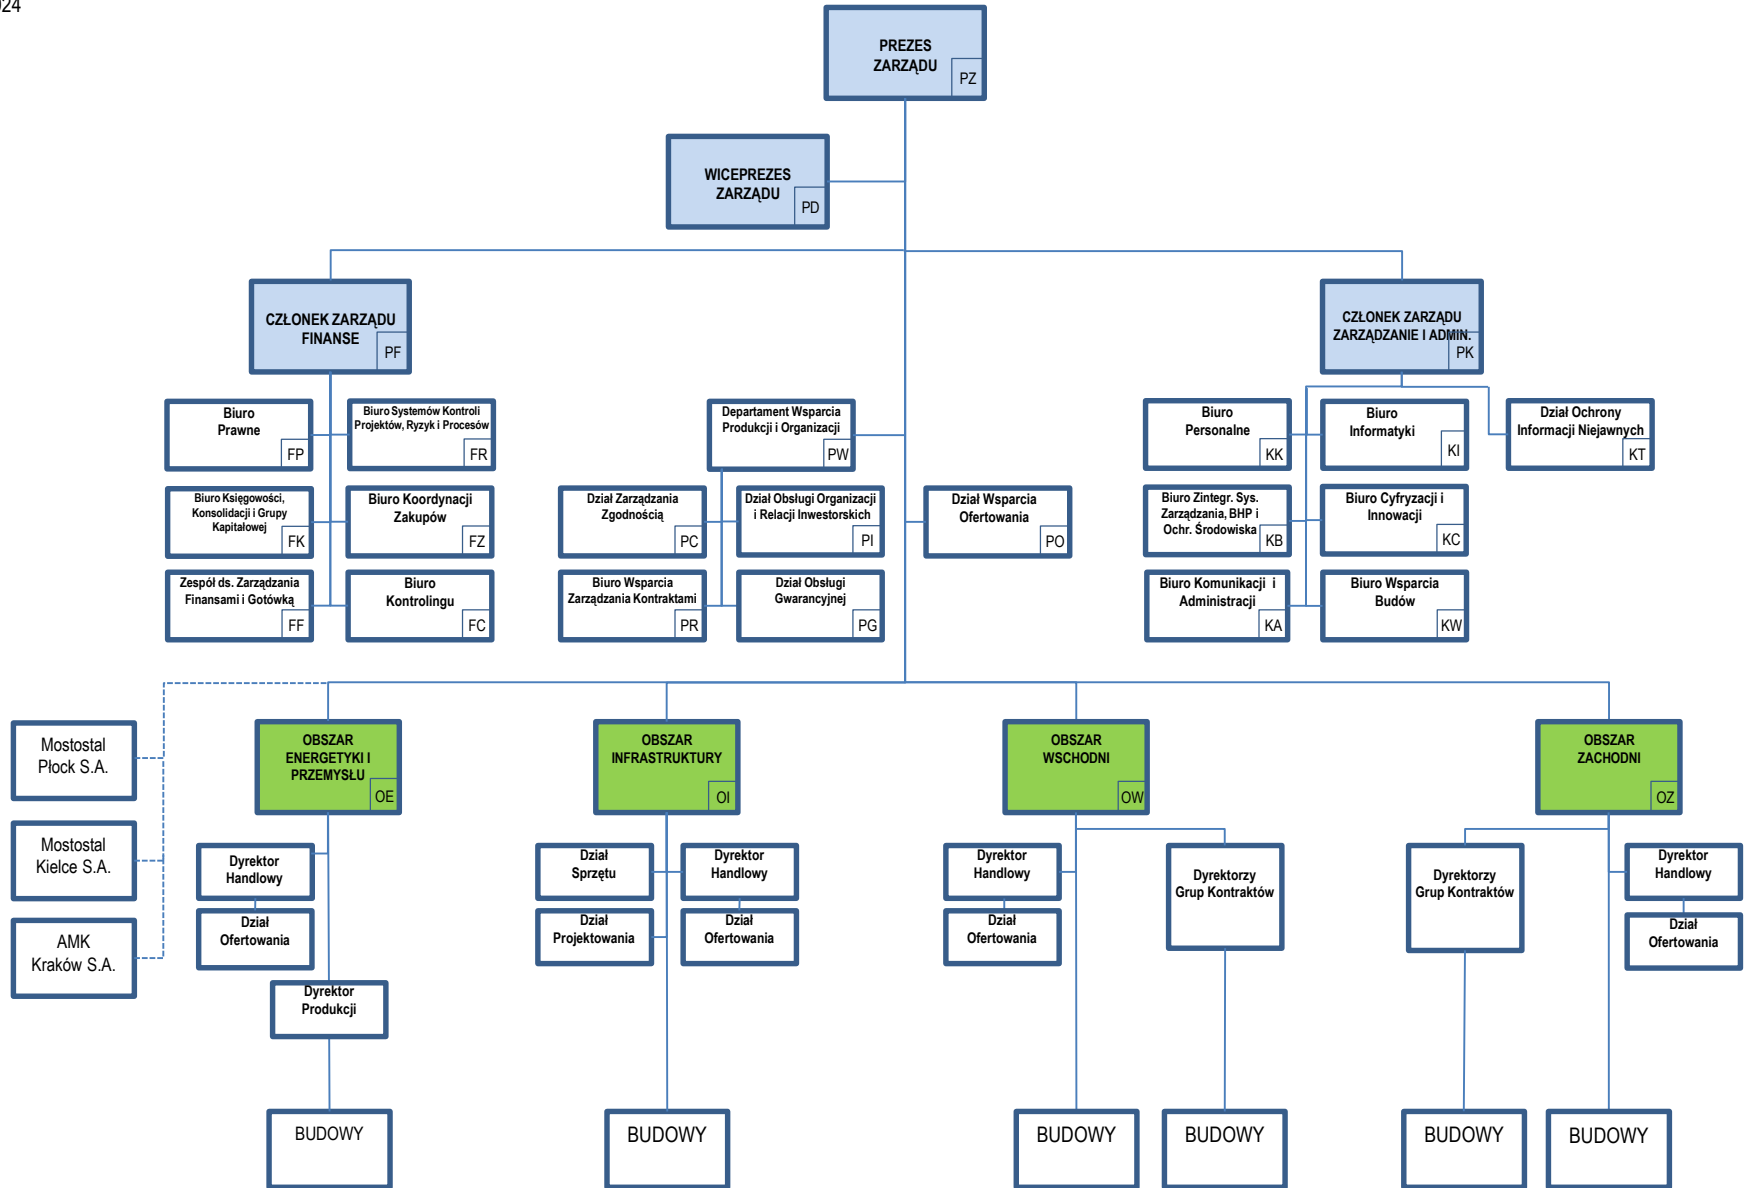 PREZES
ZARZĄDU
PZ
WICEPREZES
ZARZĄDU
PD
CZŁONEK ZARZĄDU
FINANSE
PF
CZŁONEK ZARZĄDU
ZARZĄDZANIE I ADMIN.
PK
Biuro
Prawne
FP
Biuro Systemów Kontroli
Projektów, Ryzyk i Procesów
FR
Departament Wsparcia
Produkcji i Organizacji
PW
Biuro
Personalne
KK
Biuro
Informatyki
KI
Dział Ochrony
Informacji Niejawnych
KT
Biuro Księgowości,
Konsolidacji i Grupy
Kapitałowej
FK
Biuro Koordynacji
Zakupów
FZ
Dział Zarządzania
Zgodnością
PC
Dział Obsługi Organizacji
i Relacji Inwestorskich
PI
Dział Wsparcia
Ofertowania
PO
Biuro Zintegr. Sys.
Zarządzania, BHP i
Ochr. Środowiska
KB
Biuro Cyfryzacji i
Innowacji
KC
Zespół ds. Zarządzania
Finansami i Gotówką
FF
Biuro
Kontrolingu
FC
Biuro Wsparcia
Zarządzania Kontraktami
PR
Dział Obsługi
Gwarancyjnej
PG
Biuro Komunikacji i
Administracji
KA
Biuro Wsparcia
Budów
KW
Mostostal
Płock S.A.
Mostostal
Kielce S.A.
AMK
Kraków S.A.
OBSZAR
ENERGETYKI I
PRZEMYSŁU
OE
OBSZAR
INFRASTRUKTURY
OI
OBSZAR
WSCHODNI
OW
OBSZAR
ZACHODNI
OZ
Dyrektor
Handlowy
Dział
Ofertowania
Dyrektor
Produkcji
Dział
Sprzętu
Dyrektor
Handlowy
Dział
Projektowania
Dział
Ofertowania
Dyrektor
Handlowy
Dział
Ofertowania
Dyrektorzy
Grup Kontraktów
Dyrektorzy
Grup Kontraktów
Dyrektor
Handlowy
Dział
Ofertowania
BUDOWY
BUDOWY
BUDOWY
BUDOWY
BUDOWY
BUDOWY